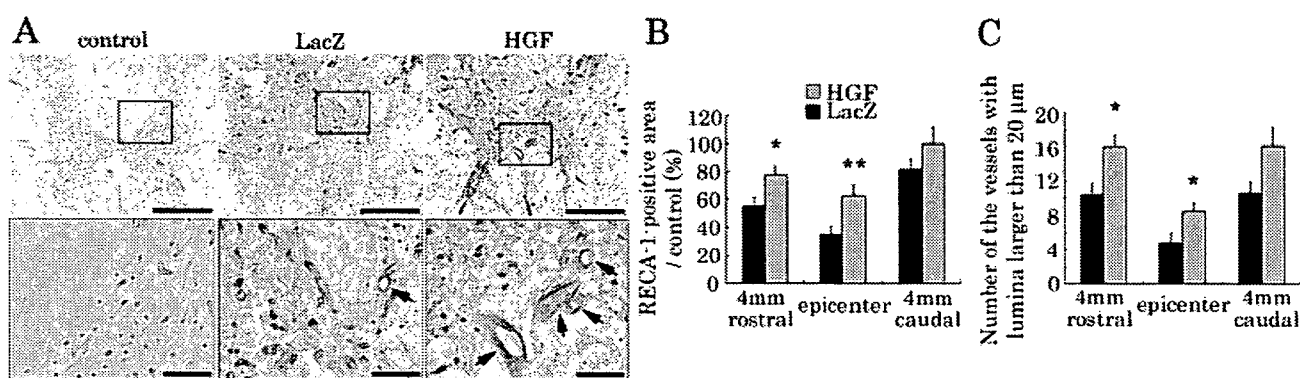 A
control
LacZ
HGF
B
RECA-1 positive area
/ control (%)
HGF
LacZ
120
100
80
60
40
20
0
*
**
4mm
rostral
epicenter
4mm
caudal
C
Number of the vessels with
lumina larger than 20 μm
20
16
12
8
4
0
*
*
4mm
rostral
epicenter
4mm
caudal